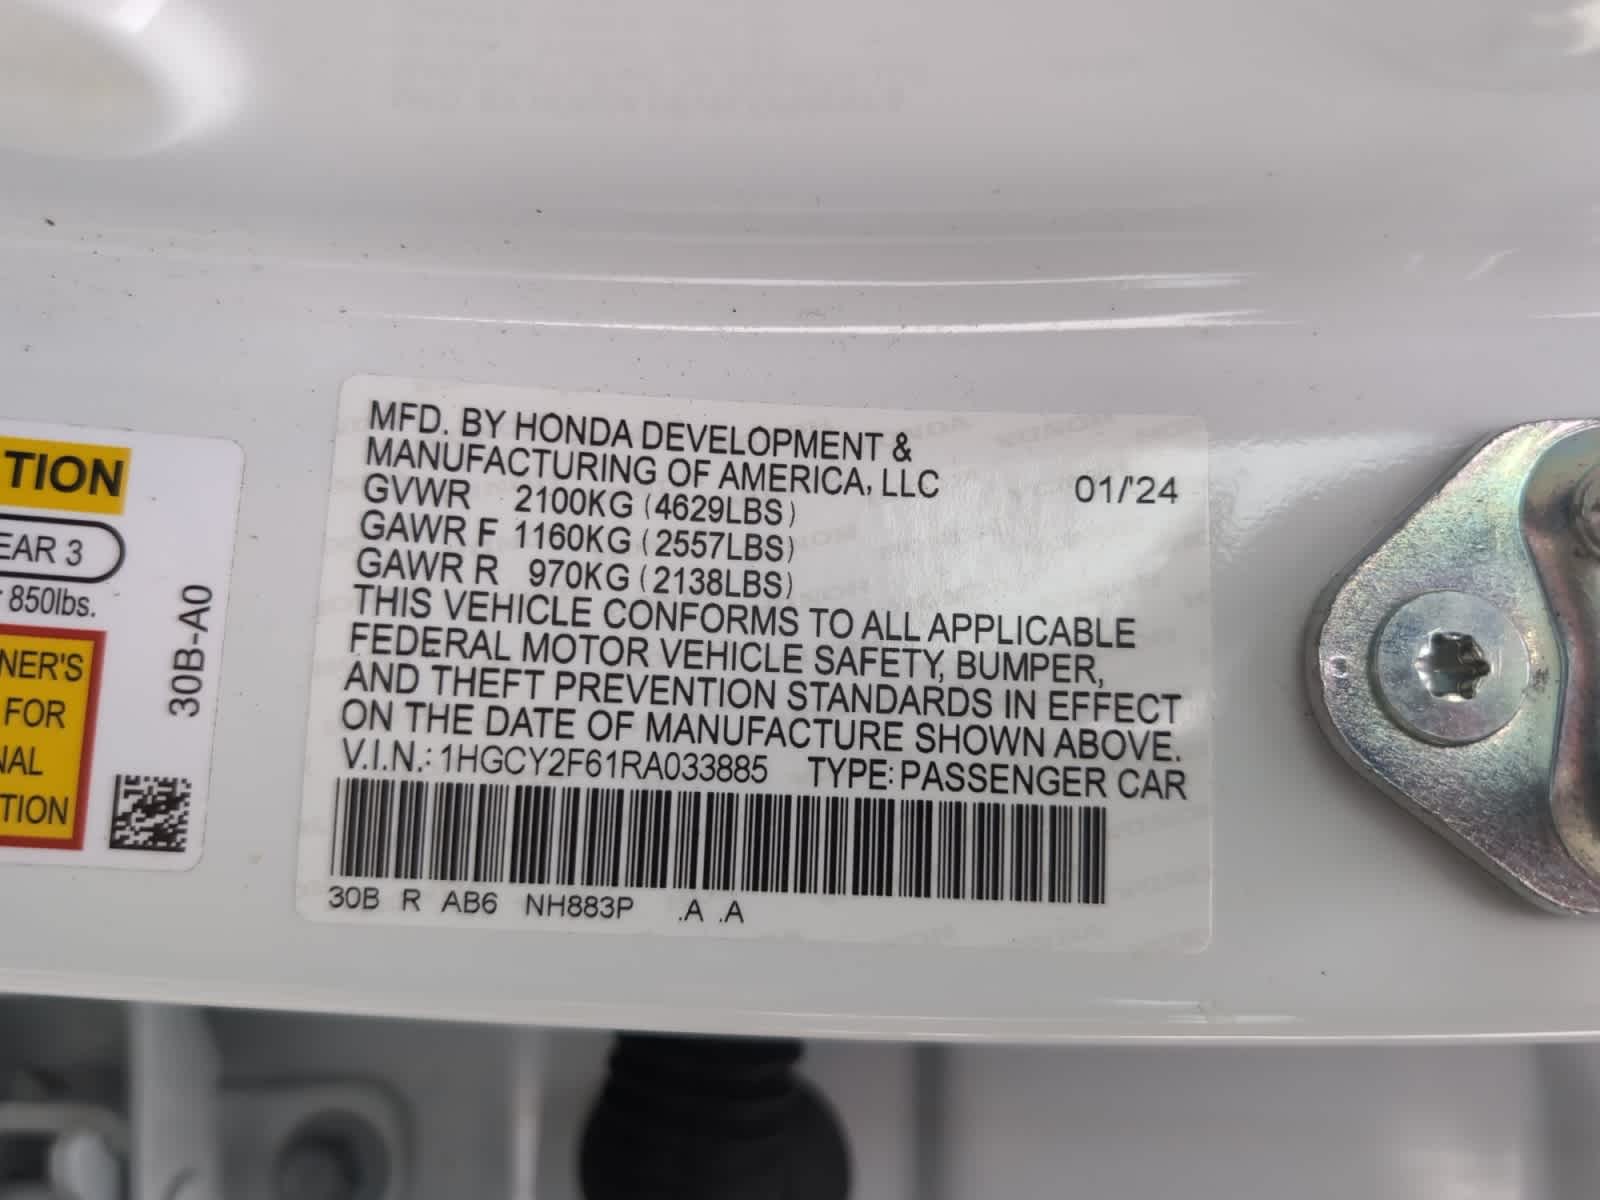 TION
EAR 3
850lbs.
NER'S
FOR
NAL
TION
30B-A0
MFD. BY HONDA DEVELOPMENT &
MANUFACTURING OF AMERICA, LLC 01/'24
GVWR 2100KG (4629LBS)
GAWR F 1160KG (2557LBS)
GAWR R 970KG (2138LBS)
THIS VEHICLE CONFORMS TO ALL APPLICABLE
FEDERAL MOTOR VEHICLE SAFETY, BUMPER,
AND THEFT PREVENTION STANDARDS IN EFFECT
ON THE DATE OF MANUFACTURE SHOWN ABOVE.
V.I.N.: 1HGCY2F61RA033885 TYPE: PASSENGER CAR
30B R AB6 NH883P .A .A